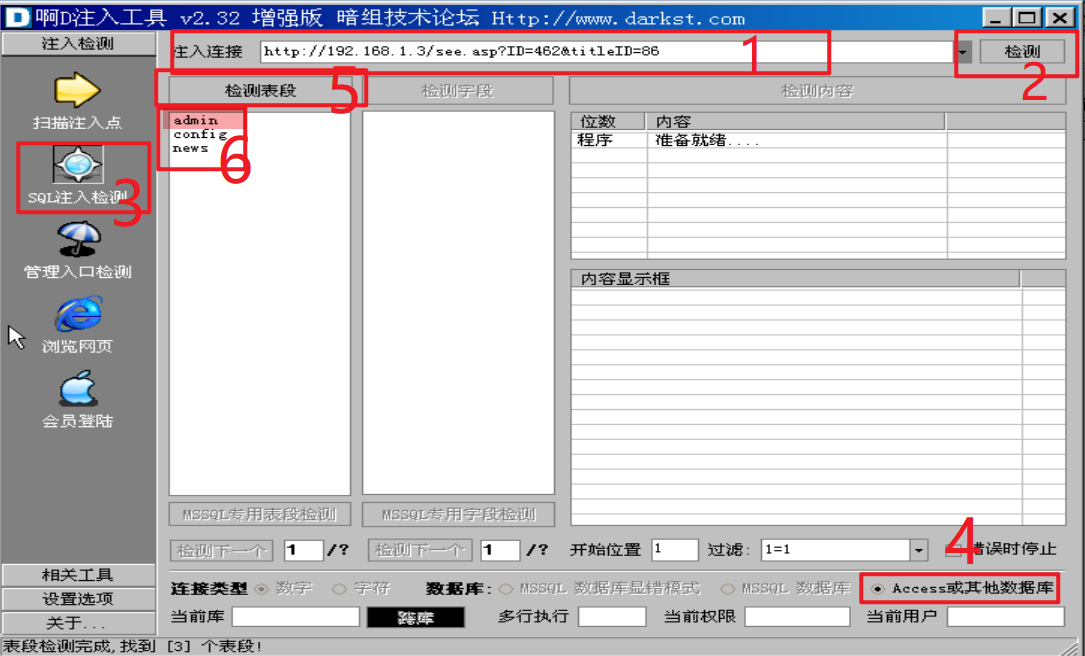 啊D注入工具 v2.32 增强版 暗组技术论坛 Http://www.darkst.com
注入检测
注入连接 http://192.168.1.3/see.asp?ID=462&titleID=86 1 检测 2
扫描注入点
SQL注入检测 3
管理入口检测
浏览网页
会员登陆
相关工具
设置选项
关于...
检测表段 5 检测字段 检测内容
admin
config
news 6
位数 内容
程序 准备就绪....
内容显示框
MSSQL专用表段检测 MSSQL专用字段检测
检测下一个 1 /? 检测下一个 1 /? 开始位置 1 过滤: 1=1 错误时停止 4
连接类型 数字 字符 数据库: MSSQL 数据库显错模式 MSSQL 数据库 Access或其他数据库
当前库 跨库 多行执行 当前权限 当前用户
表段检测完成,找到 [3] 个表段!